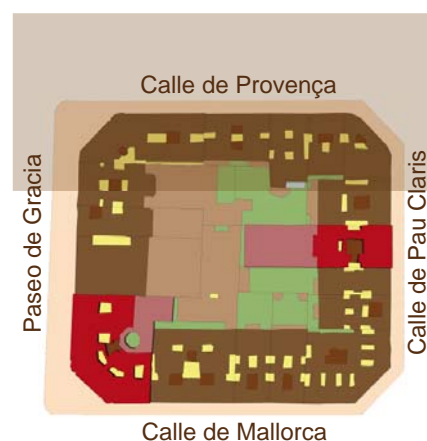 Calle de Provença
Paseo de Gracia
Calle de Pau Claris
Calle de Mallorca